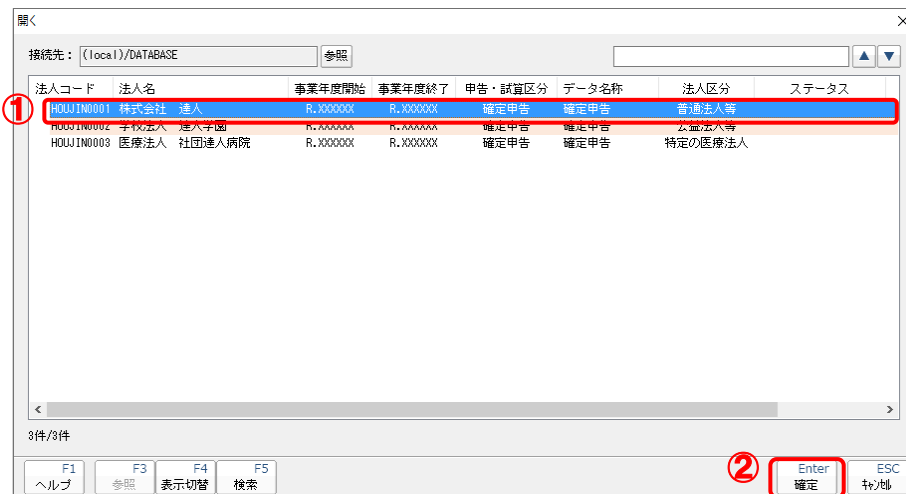 開く
接続先： (local)/DATABASE 参照
法人コード 法人名 事業年度開始 事業年度終了 申告・試算区分 データ名称 法人区分 ステータス
① HOUJIN0001 株式会社 達人 R.XXXXXX R.XXXXXX 確定申告 確定申告 普通法人等
HOUJIN0002 学校法人 達人学園 R.XXXXXX R.XXXXXX 確定申告 確定申告 公益法人等
HOUJIN0003 医療法人 社団達人病院 R.XXXXXX R.XXXXXX 確定申告 確定申告 特定の医療法人
3件/3件
②
F1 F3 F4 F5 Enter ESC
ヘルプ 参照 表示切替 検索 確定 ｷｬﾝｾﾙ